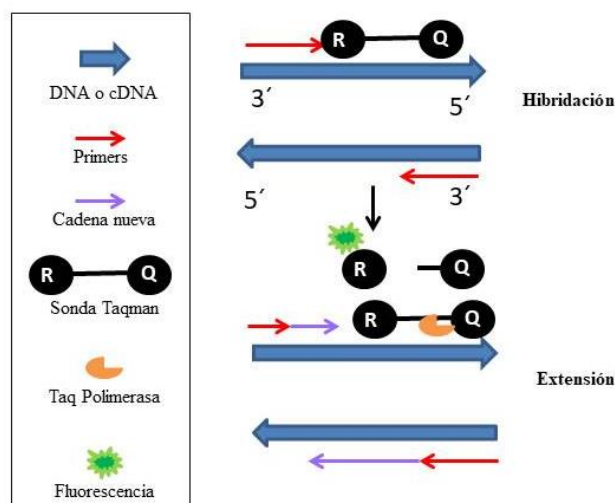 DNA o cDNA
Primers
Cadena nueva
R Q
Sonda Taqman
Taq Polimerasa
Fluorescencia
R Q
3´ 5´
Hibridación
5´ 3´
R Q
R Q
Extensión